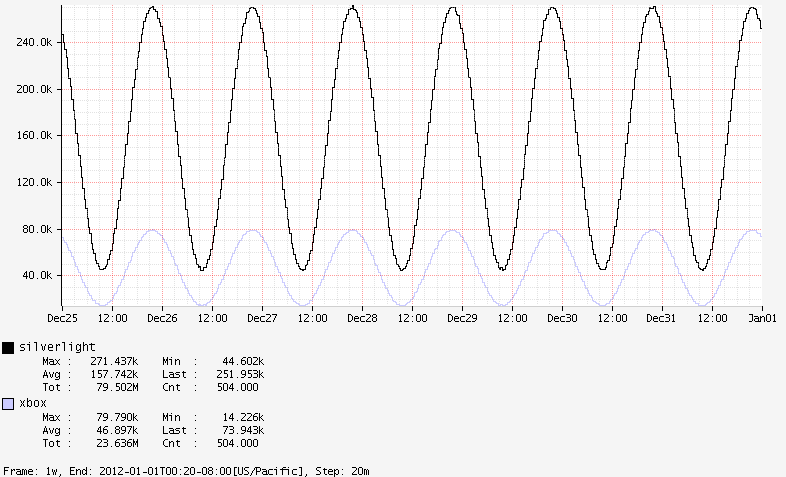 240.0k
200.0k
160.0k
120.0k
80.0k
40.0k
Dec25 12:00 Dec26 12:00 Dec27 12:00 Dec28 12:00 Dec29 12:00 Dec30 12:00 Dec31 12:00 Jan01
silverlight
Max : 271.437k Min : 44.602k
Avg : 157.742k Last : 251.953k
Tot : 79.502M Cnt : 504.000
xbox
Max : 79.790k Min : 14.226k
Avg : 46.897k Last : 73.943k
Tot : 23.636M Cnt : 504.000
Frame: 1w, End: 2012-01-01T00:20-08:00[US/Pacific], Step: 20m